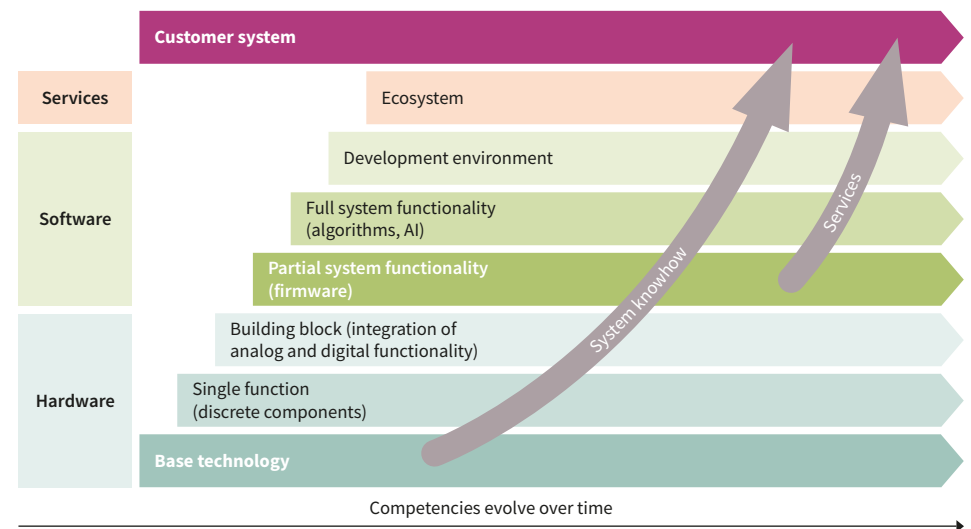 Customer system
Services
Ecosystem
Development environment
Software
Full system functionality
(algorithms, AI)
Services
Partial system functionality
(firmware)
System knowhow
Building block (integration of
analog and digital functionality)
Hardware
Single function
(discrete components)
Base technology
Competencies evolve over time